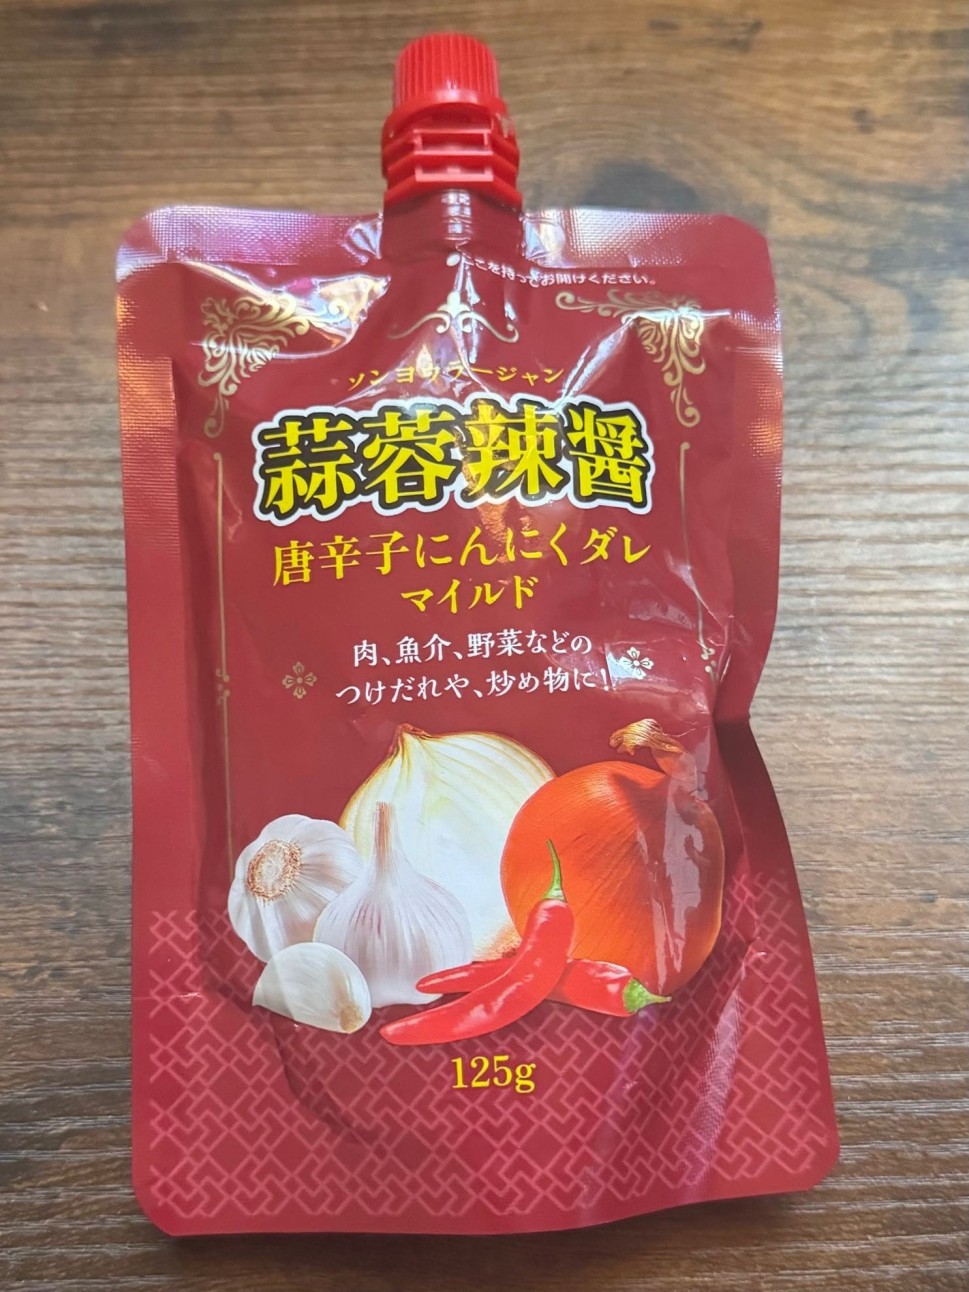 ここを持ってお開けください。
ソンヨウラージャン
蒜蓉辣醤
唐辛子にんにくダレ
マイルド
肉、魚介、野菜などの
つけだれや、炒め物に!
125g